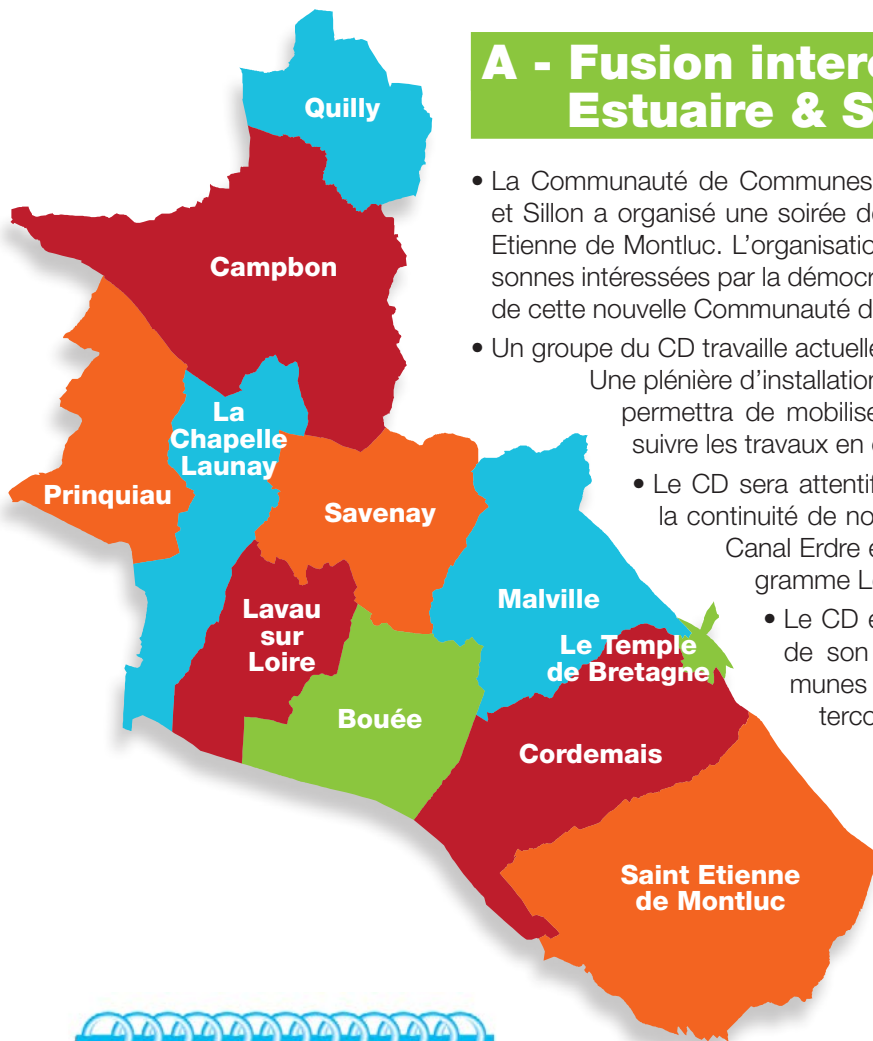 A - Fusion interc
Estuaire & S
• La Communauté de Communes
et Sillon a organisé une soirée de
Etienne de Montluc. L'organisatio
sonnes intéressées par la démocr
de cette nouvelle Communauté d
• Un groupe du CD travaille actuelle
Une plénière d'installation
permettra de mobilise
suivre les travaux en
• Le CD sera attentif
la continuité de no
Canal Erdre e
gramme L
• Le CD e
de son
munes
terco
Quilly
Campbon
La
Chapelle
Launay
Prinquiau
Savenay
Malville
Lavau
sur
Loire
Le Temple
de Bretagne
Bouée
Cordemais
Saint Etienne
de Montluc